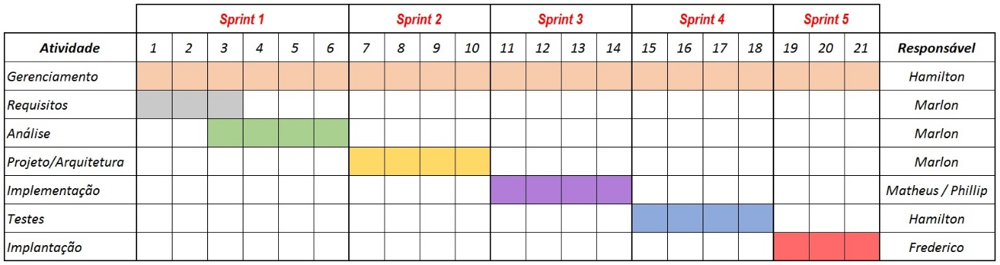 Sprint 1 Sprint 2 Sprint 3 Sprint 4 Sprint 5
Atividade 1 2 3 4 5 6 7 8 9 10 11 12 13 14 15 16 17 18 19 20 21 Responsável
Gerenciamento Hamilton
Requisitos Marlon
Análise Marlon
Projeto/Arquitetura Marlon
Implementação Matheus / Phillip
Testes Hamilton
Implantação Frederico